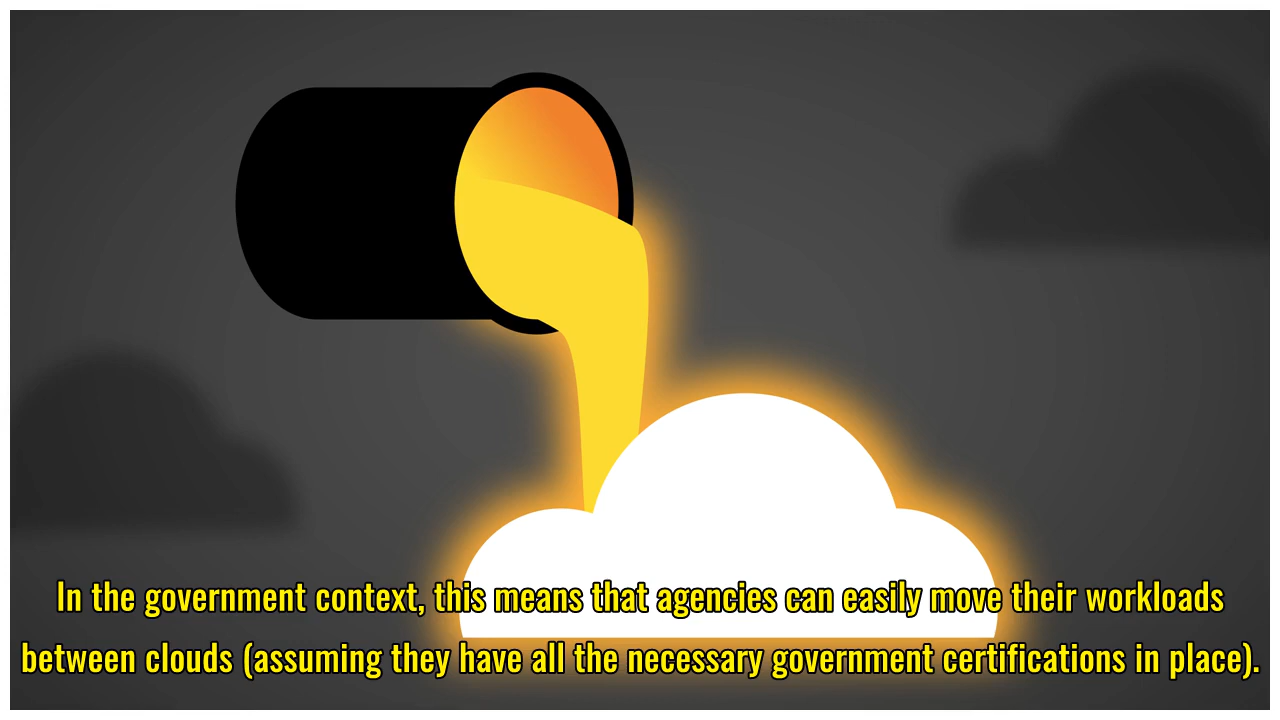 In the government context, this means that agencies can easily move their workloads
between clouds (assuming they have all the necessary government certifications in place).